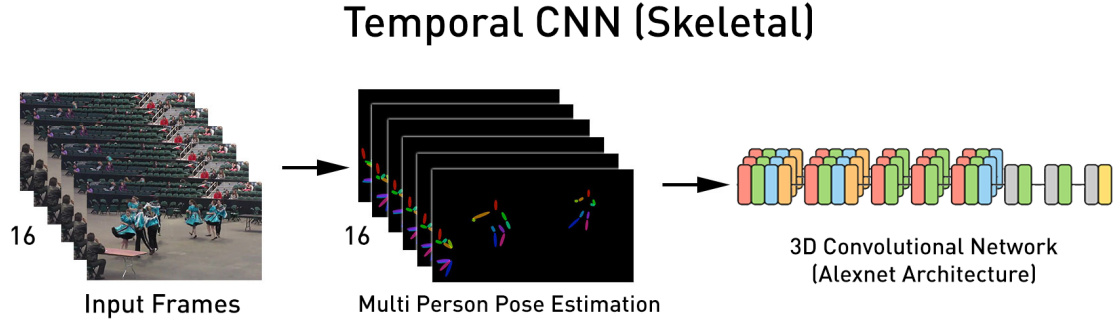 Temporal CNN (Skeletal)
16
Input Frames
16
Multi Person Pose Estimation
3D Convolutional Network
(Alexnet Architecture)